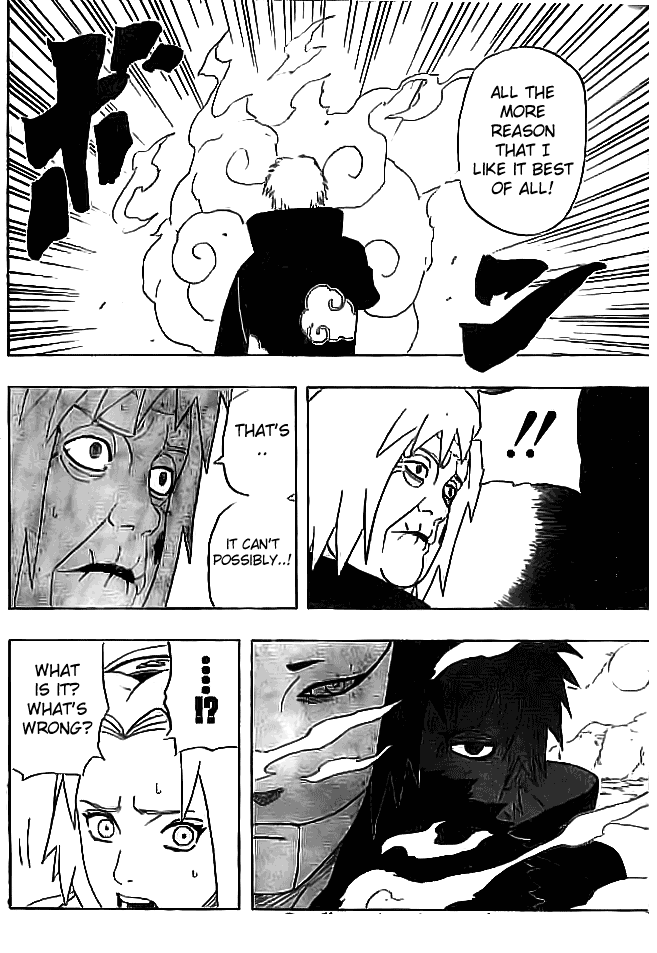 ALL THE
MORE
REASON
THAT I
LIKE IT BEST
OF ALL!
ボン
!!
THAT'S
..
IT CAN'T
POSSIBLY..!
....!?
WHAT
IS IT?
WHAT'S
WRONG?